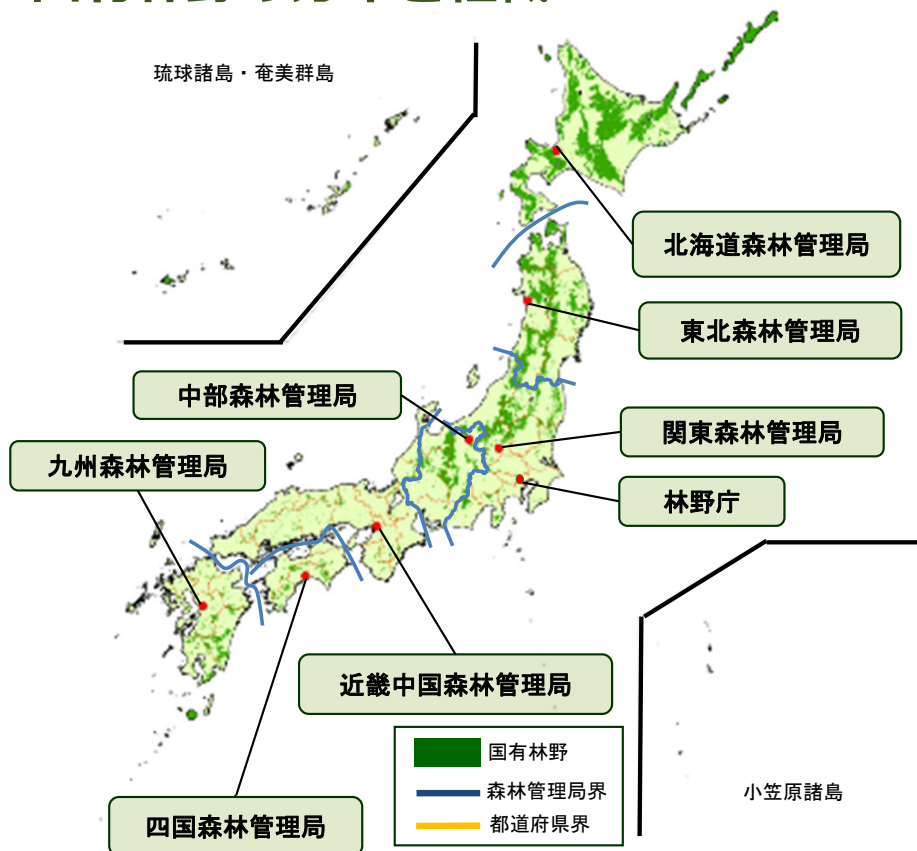 琉球諸島・奄美群島
北海道森林管理局
東北森林管理局
中部森林管理局
関東森林管理局
九州森林管理局
林野庁
近畿中国森林管理局
国有林野
森林管理局界
都道府県界
小笠原諸島
四国森林管理局